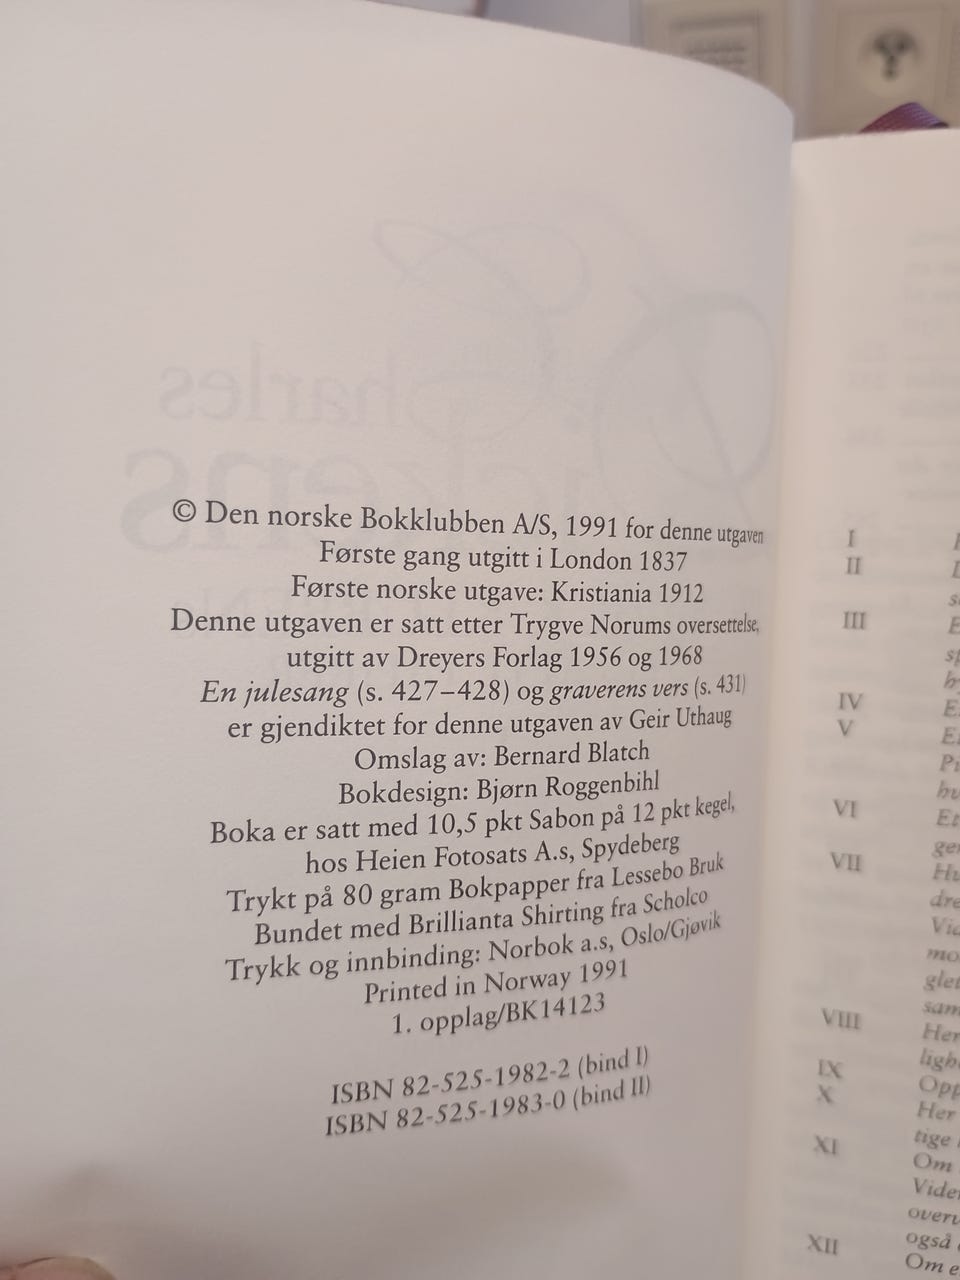 © Den norske Bokklubben A/S, 1991 for denne utgaven
Første gang utgitt i London 1837
Første norske utgave: Kristiania 1912
Denne utgaven er satt etter Trygve Norums oversettelse,
utgitt av Dreyers Forlag 1956 og 1968
En julesang (s. 427–428) og graverens vers (s. 431)
er gjendiktet for denne utgaven av Geir Uthaug
Omslag av: Bernard Blatch
Bokdesign: Bjørn Roggenbihl
Boka er satt med 10,5 pkt Sabon på 12 pkt kegel,
hos Heien Fotosats A.s, Spydeberg
Trykt på 80 gram Bokpapper fra Lessebo Bruk
Bundet med Brillianta Shirting fra Scholco
Trykk og innbinding: Norbok a.s, Oslo/Gjøvik
Printed in Norway 1991
1. opplag/BK14123
ISBN 82-525-1982-2 (bind I)
ISBN 82-525-1983-0 (bind II)
I
II
III
IV
V
VI
VII
VIII
Her
IX
X
Her
XI
tige
Om
XII
også
Om e